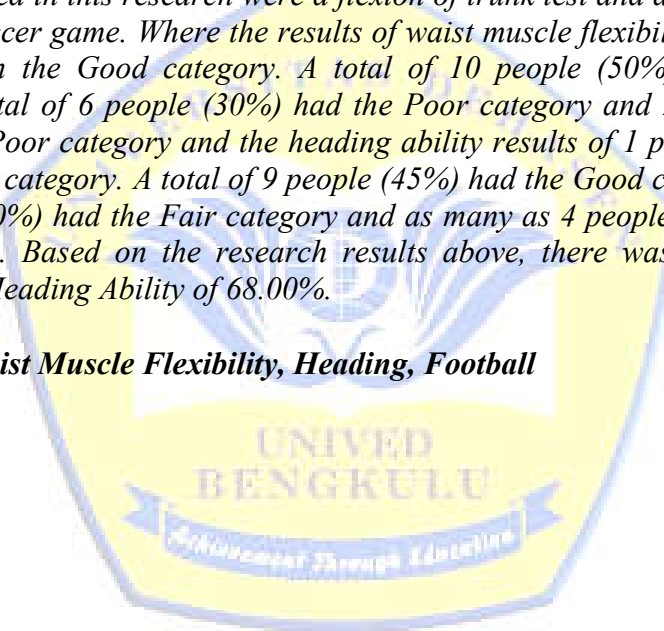 ed in this research were a flexion of trunk test and a
cer game. Where the results of waist muscle flexibil
n the Good category. A total of 10 people (50%)
tal of 6 people (30%) had the Poor category and
Poor category and the heading ability results of 1 p
category. A total of 9 people (45%) had the Good c
0%) had the Fair category and as many as 4 people
. Based on the research results above, there was
Heading Ability of 68.00%.
ist Muscle Flexibility, Heading, Football
UNIVED
BENGKULU
Achievement Through Education